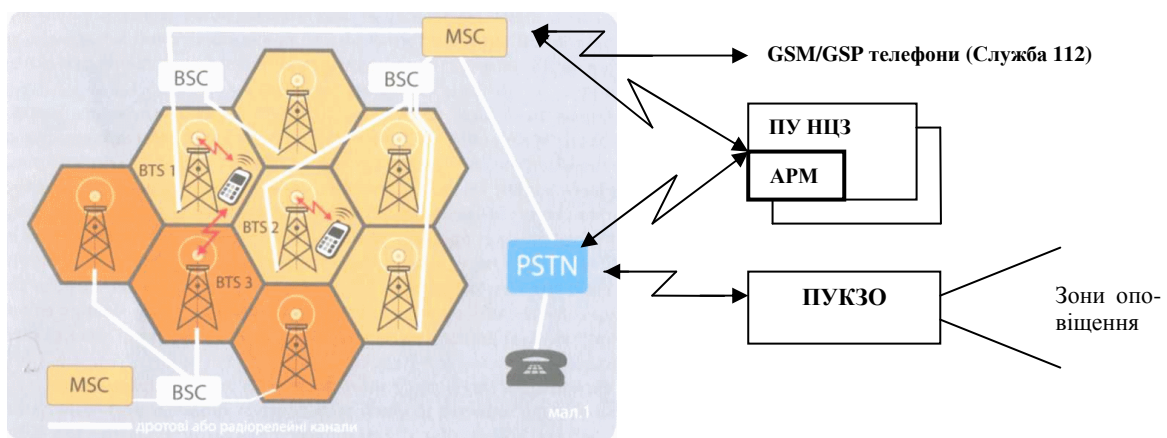 MSC
GSM/GSP телефони (Служба 112)
BSC
BSC
ПУ НЦЗ
АРМ
BTS 1
BTS 2
BTS 3
PSTN
ПУКЗО
Зони опо-
віщення
MSC
BSC
мал.1
дротові або радіорелейні канали